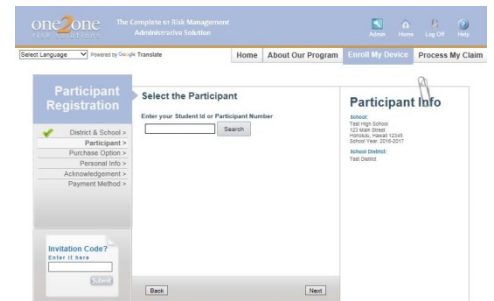 one2one
RISK SOLUTIONS
The Complete in Risk Management
Administrative Solution
Admin Home Log Off Help
Select Language Powered by Google Translate
Home About Our Program Enroll My Device Process My Claim
Participant
Registration
District & School >
Participant >
Purchase Option >
Personal Info >
Acknowledgement >
Payment Method >
Invitation Code?
Enter it here
Submit
Select the Participant
Enter your Student Id or Participant Number
Search
Back Next
Participant Info
School:
Test High School
123 Main Street
Honolulu, Hawaii 12345
School Year: 2016-2017
School District:
Test District